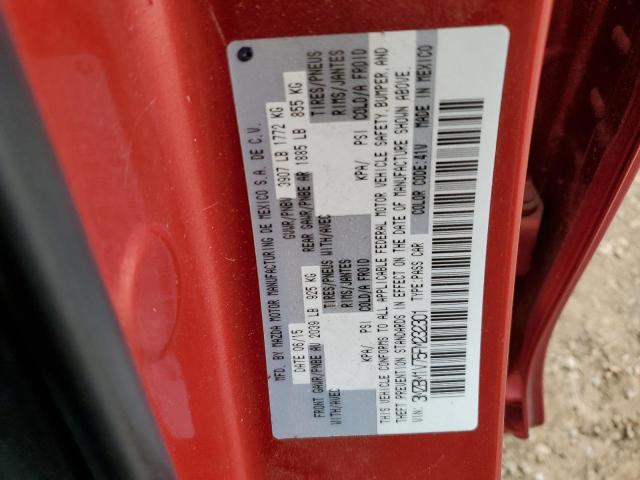 MFD. BY MAZDA MOTOR MANUFACTURING DE MEXICO S.A. DE C.V.
DATE 06/15 GVWR/PNBV 3907 LB 1772 KG
FRONT GAWR/PNBE AV 2039 LB 925 KG REAR GAWR/PNBE AR 1885 LB 855 KG
WITH/AVEC TIRES/PNEUS WITH/AVEC TIRES/PNEUS
RIMS/JANTES RIMS/JANTES
KPA/ PSI COLD/A FROID KPA/ PSI COLD/A FROID
THIS VEHICLE CONFORMS TO ALL APPLICABLE FEDERAL MOTOR VEHICLE SAFETY, BUMPER, AND
THEFT PREVENTION STANDARDS IN EFFECT ON THE DATE OF MANUFACTURE SHOWN ABOVE.
VIN: TYPE: PASS CAR COLOR CODE: 41V MADE IN MEXICO